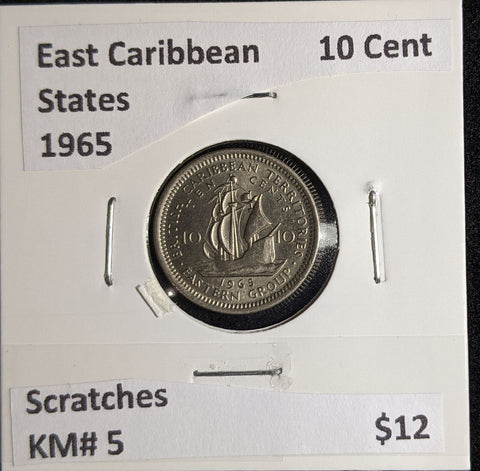 East Caribbean 10 Cent
States
1965
BRITISH CARIBBEAN TERRITORIES
TEN CENTS
10 10
1965
EASTERN GROUP
Scratches
KM# 5 $12